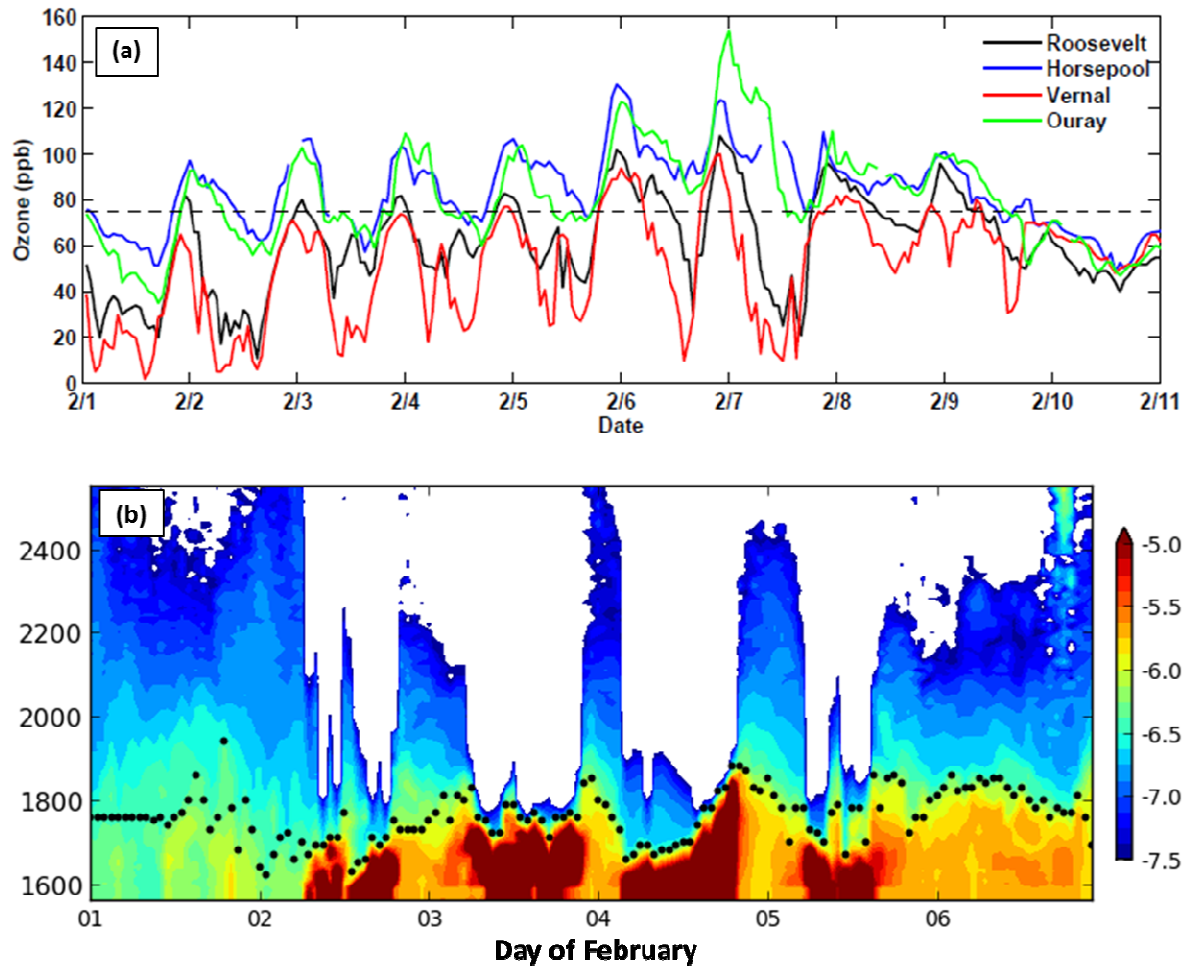 160
140
120
100
80
60
40
20
0
Ozone (ppb)
(a)
Roosevelt
Horsepool
Vernal
Ouray
2/1 2/2 2/3 2/4 2/5 2/6 2/7 2/8 2/9 2/10 2/11
Date
(b)
2400
2200
2000
1800
1600
01 02 03 04 05 06
Day of February
-5.0
-5.5
-6.0
-6.5
-7.0
-7.5